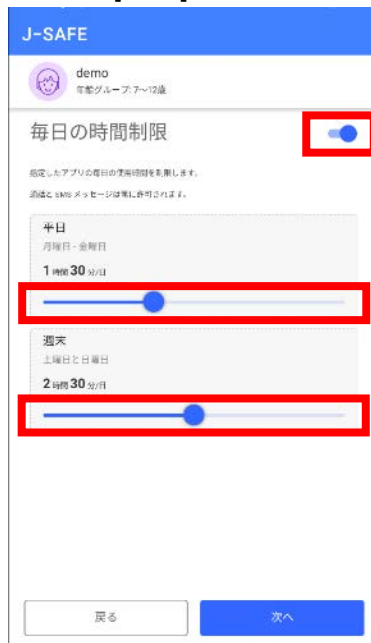 J-SAFE
demo
年齢グループ: 7〜12歳
毎日の時間制限
指定したアプリの毎日の使用時間を制限します。
通話と SMS メッセージは常に許可されます。
平日
月曜日 - 金曜日
1 時間 30 分/日
週末
土曜日と日曜日
2 時間 30 分/日
戻る
次へ